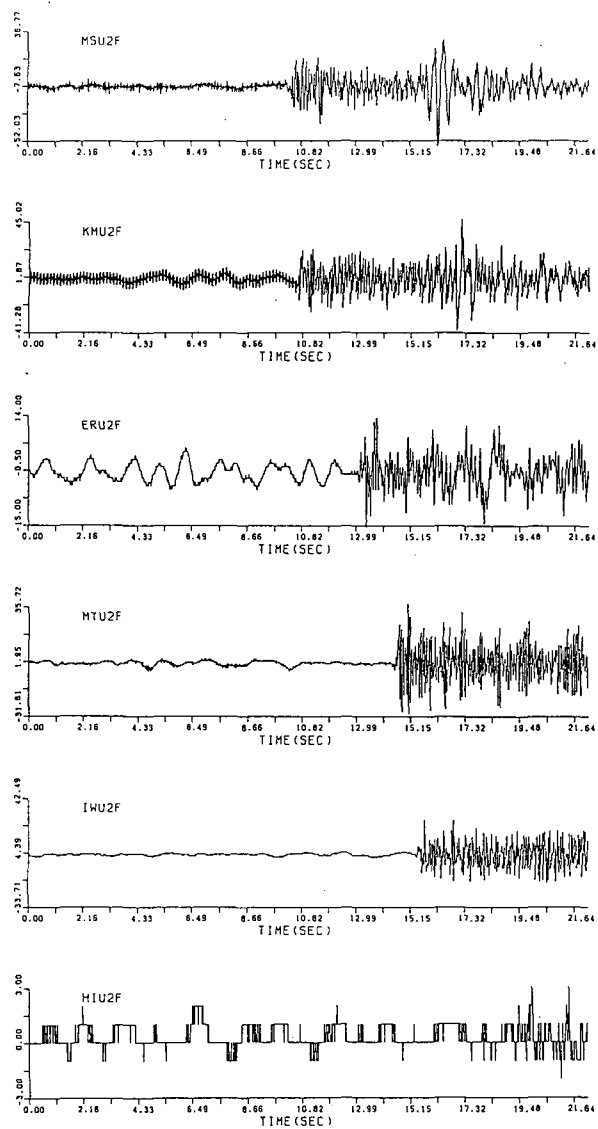 36.77
MSU2F
-7.63
-52.03
0.00 2.16 4.33 6.49 8.66 10.82 12.99 15.15 17.32 19.48 21.64
TIME(SEC)
45.02
KMU2F
1.87
-41.28
0.00 2.16 4.33 6.49 8.66 10.82 12.99 15.15 17.32 19.48 21.64
TIME(SEC)
14.00
ERU2F
-0.50
-15.00
0.00 2.16 4.33 6.49 8.66 10.82 12.99 15.15 17.32 19.48 21.64
TIME(SEC)
35.72
MYU2F
1.95
-31.81
0.00 2.16 4.33 6.49 8.66 10.82 12.99 15.15 17.32 19.48 21.64
TIME(SEC)
42.49
IWU2F
4.39
-33.71
0.00 2.16 4.33 6.49 8.66 10.82 12.99 15.15 17.32 19.48 21.64
TIME(SEC)
3.00
HIU2F
0.00
-3.00
0.00 2.16 4.33 6.49 8.66 10.82 12.99 15.15 17.32 19.48 21.64
TIME(SEC)